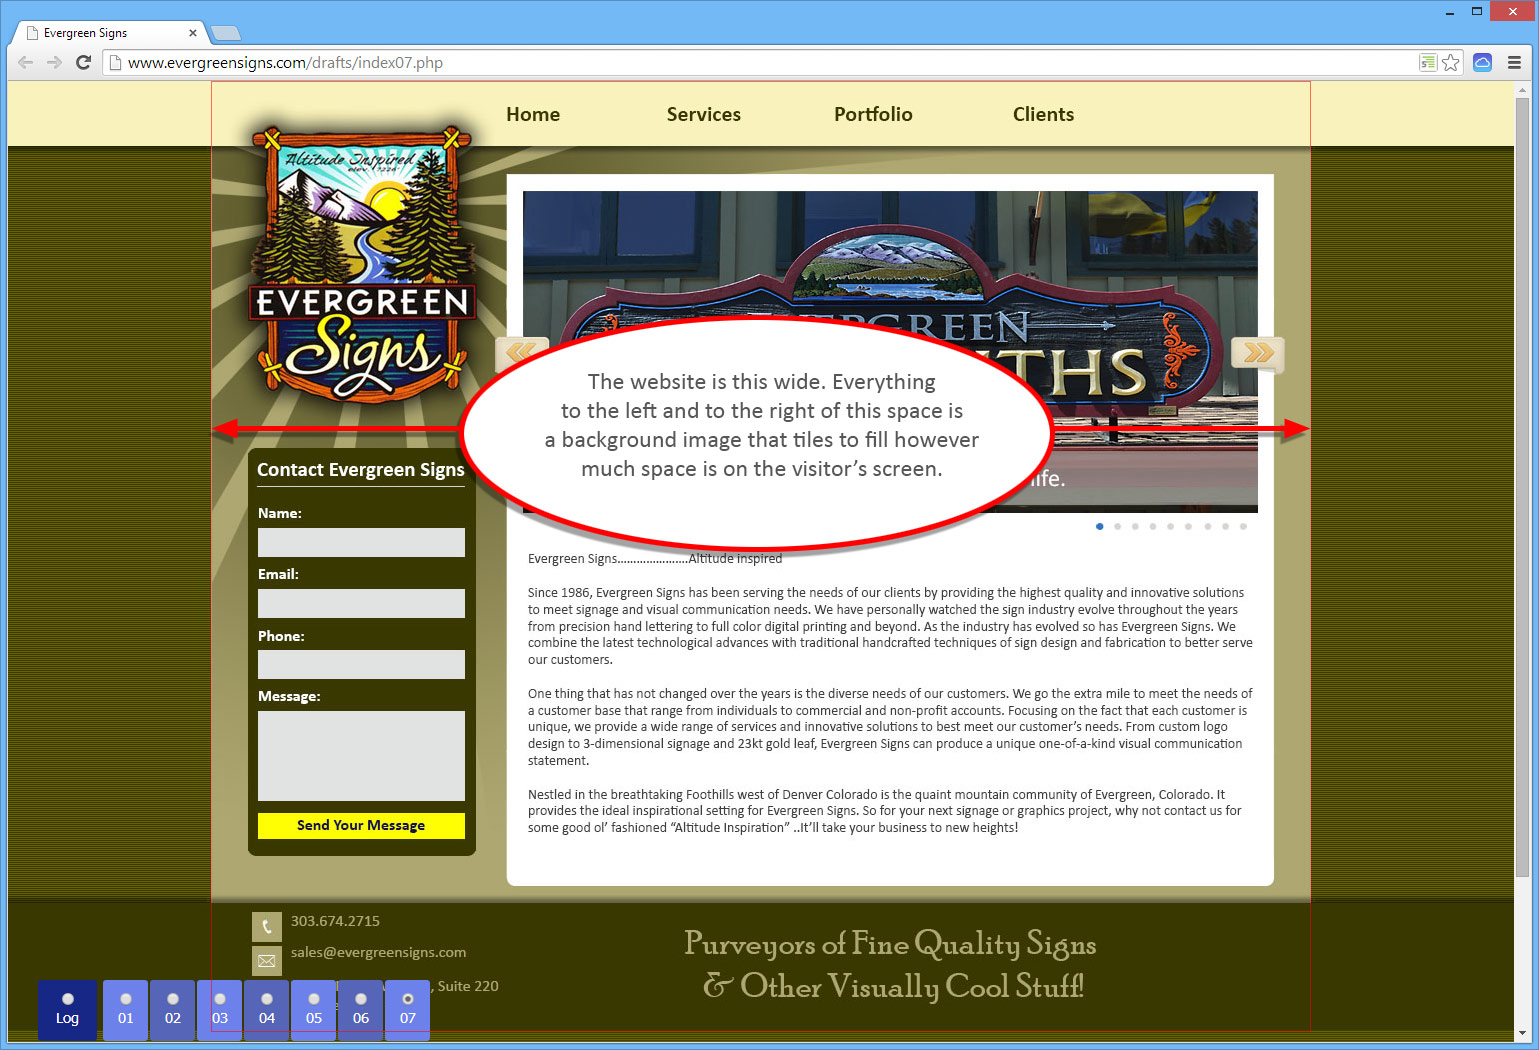 Evergreen Signs
www.evergreensigns.com/drafts/index07.php
Home Services Portfolio Clients
Altitude Inspired
elev. 7220'
EVERGREEN
Signs
EVERGREEN
THS
The website is this wide. Everything
to the left and to the right of this space is
a background image that tiles to fill however
much space is on the visitor’s screen.
life.
Contact Evergreen Signs
Name:
Email:
Phone:
Message:
Send Your Message
Evergreen Signs......................Altitude inspired
Since 1986, Evergreen Signs has been serving the needs of our clients by providing the highest quality and innovative solutions
to meet signage and visual communication needs. We have personally watched the sign industry evolve throughout the years
from precision hand lettering to full color digital printing and beyond. As the industry has evolved so has Evergreen Signs. We
combine the latest technological advances with traditional handcrafted techniques of sign design and fabrication to better serve
our customers.
One thing that has not changed over the years is the diverse needs of our customers. We go the extra mile to meet the needs of
a customer base that range from individuals to commercial and non-profit accounts. Focusing on the fact that each customer is
unique, we provide a wide range of services and innovative solutions to best meet our customer’s needs. From custom logo
design to 3-dimensional signage and 23kt gold leaf, Evergreen Signs can produce a unique one-of-a-kind visual communication
statement.
Nestled in the breathtaking Foothills west of Denver Colorado is the quaint mountain community of Evergreen, Colorado. It
provides the ideal inspirational setting for Evergreen Signs. So for your next signage or graphics project, why not contact us for
some good ol’ fashioned “Altitude Inspiration” ..It’ll take your business to new heights!
303.674.2715
sales@evergreensigns.com
, Suite 220
Purveyors of Fine Quality Signs
& Other Visually Cool Stuff!
Log 01 02 03 04 05 06 07